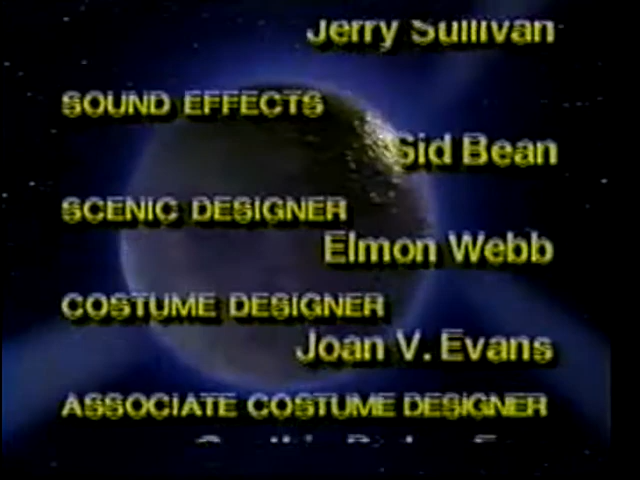 Jerry Sullivan
SOUND EFFECTS
Sid Bean
SCENIC DESIGNER
Elmon Webb
COSTUME DESIGNER
Joan V. Evans
ASSOCIATE COSTUME DESIGNER